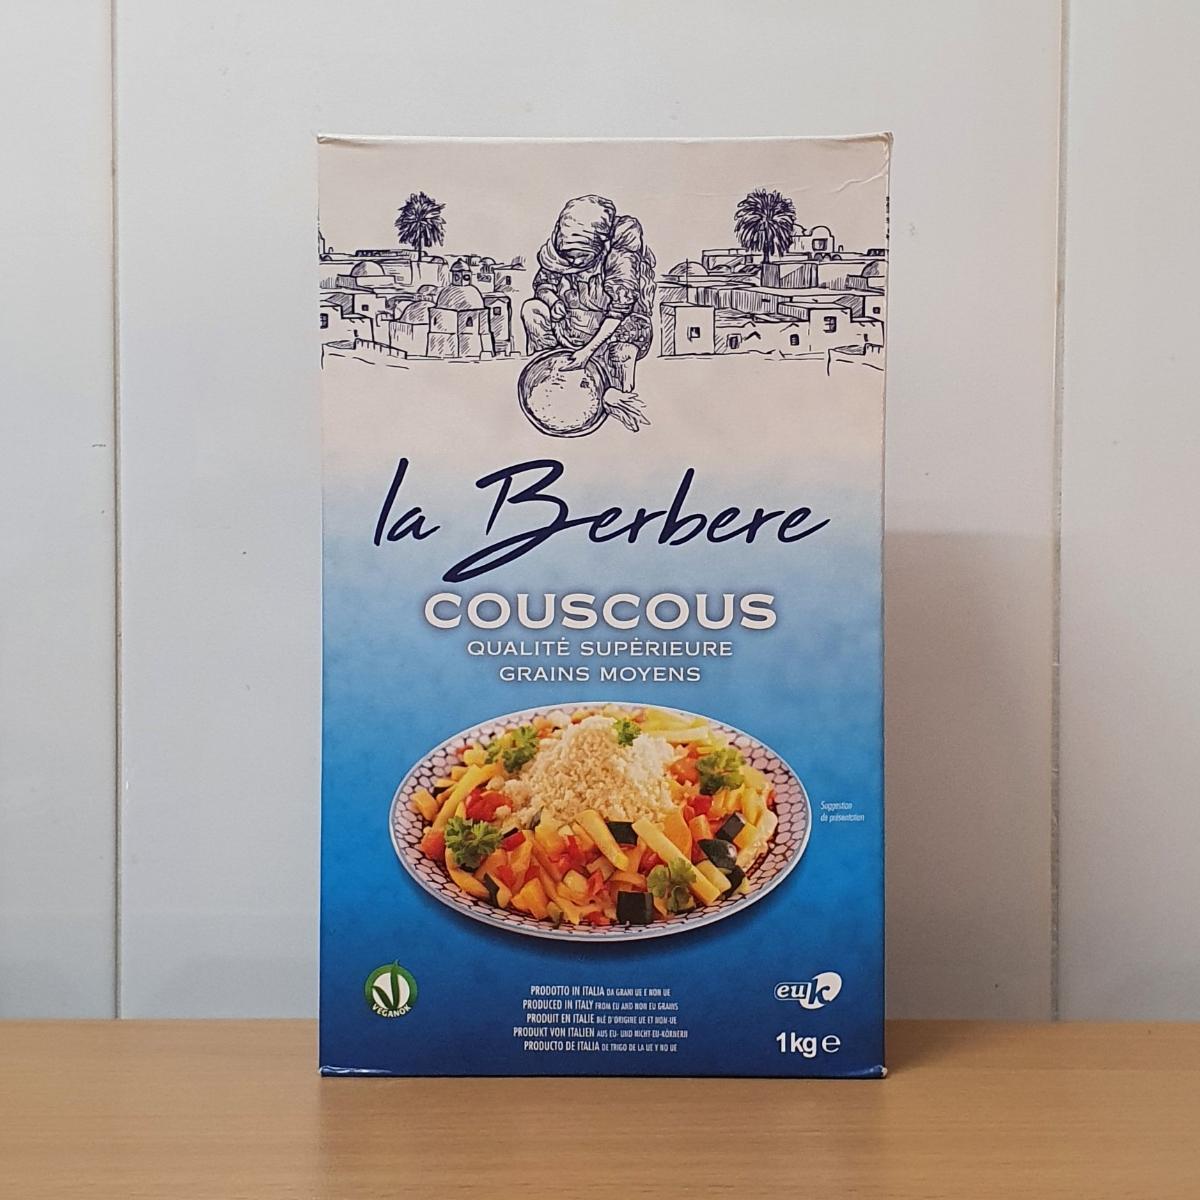 la Berbere
COUSCOUS
QUALITÉ SUPÉRIEURE
GRAINS MOYENS
Suggestion
de présentation
VEGANOK
PRODOTTO IN ITALIA DA GRANI UE E NON UE
PRODUCED IN ITALY FROM EU AND NON EU GRAINS
PRODUIT EN ITALIE BLÉ D'ORIGINE UE ET NON-UE
PRODUKT VON ITALIEN AUS EU- UND NICHT EU-KÖRNERN
PRODUCTO DE ITALIA DE TRIGO DE LA UE Y NO UE
euk
1kg e